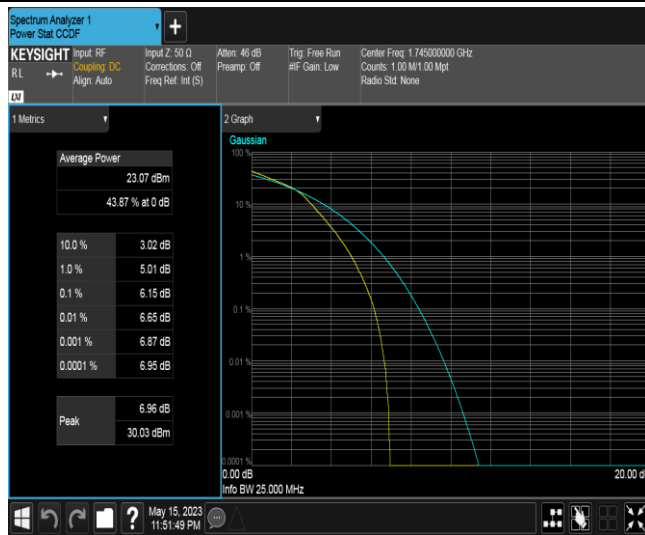 Spectrum Analyzer 1
Power Stat CCDF
+
KEYSIGHT
RL
Input: RF
Coupling: DC
Align: Auto
Input Z: 50 Ω
Corrections: Off
Freq Ref: Int (S)
Atten: 46 dB
Preamp: Off
Trig: Free Run
#IF Gain: Low
Center Freq: 1.745000000 GHz
Counts: 1.00 M/1.00 Mpt
Radio Std: None
1 Metrics
Average Power
23.07 dBm
43.87 % at 0 dB
10.0 % 3.02 dB
1.0 % 5.01 dB
0.1 % 6.15 dB
0.01 % 6.65 dB
0.001 % 6.87 dB
0.0001 % 6.95 dB
Peak
6.96 dB
30.03 dBm
2 Graph
Gaussian
100 %
10 %
1 %
0.1 %
0.01 %
0.001 %
0.0001 %
0.00 dB
20.00 d
Info BW 25.000 MHz
?
May 15, 2023
11:51:49 PM